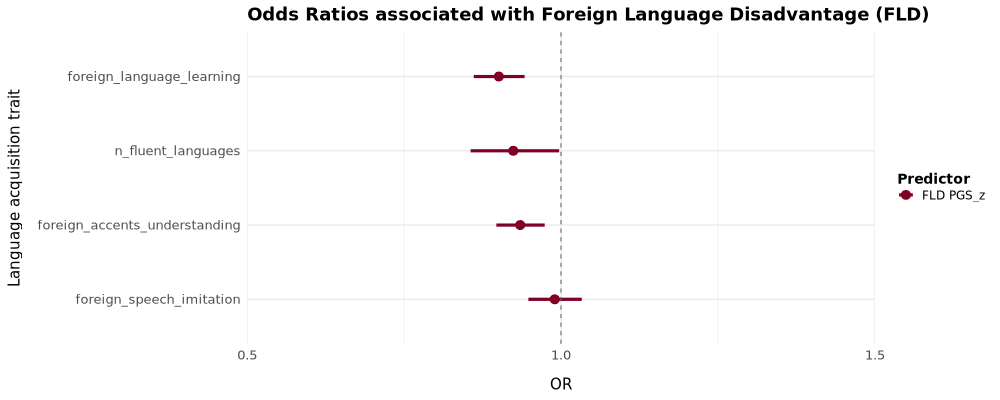 Odds Ratios associated with Foreign Language Disadvantage (FLD)
Language acquisition trait
foreign_language_learning
n_fluent_languages
foreign_accents_understanding
foreign_speech_imitation
0.5
1.0
1.5
OR
Predictor
FLD PGS_z